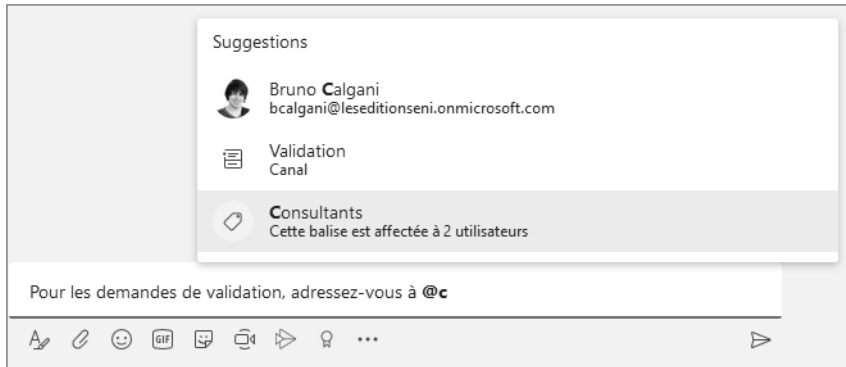 Suggestions
Bruno Calgani
bcalgani@leseditionseni.onmicrosoft.com
Validation
Canal
Consultants
Cette balise est affectée à 2 utilisateurs
Pour les demandes de validation, adressez-vous à @c
GIF